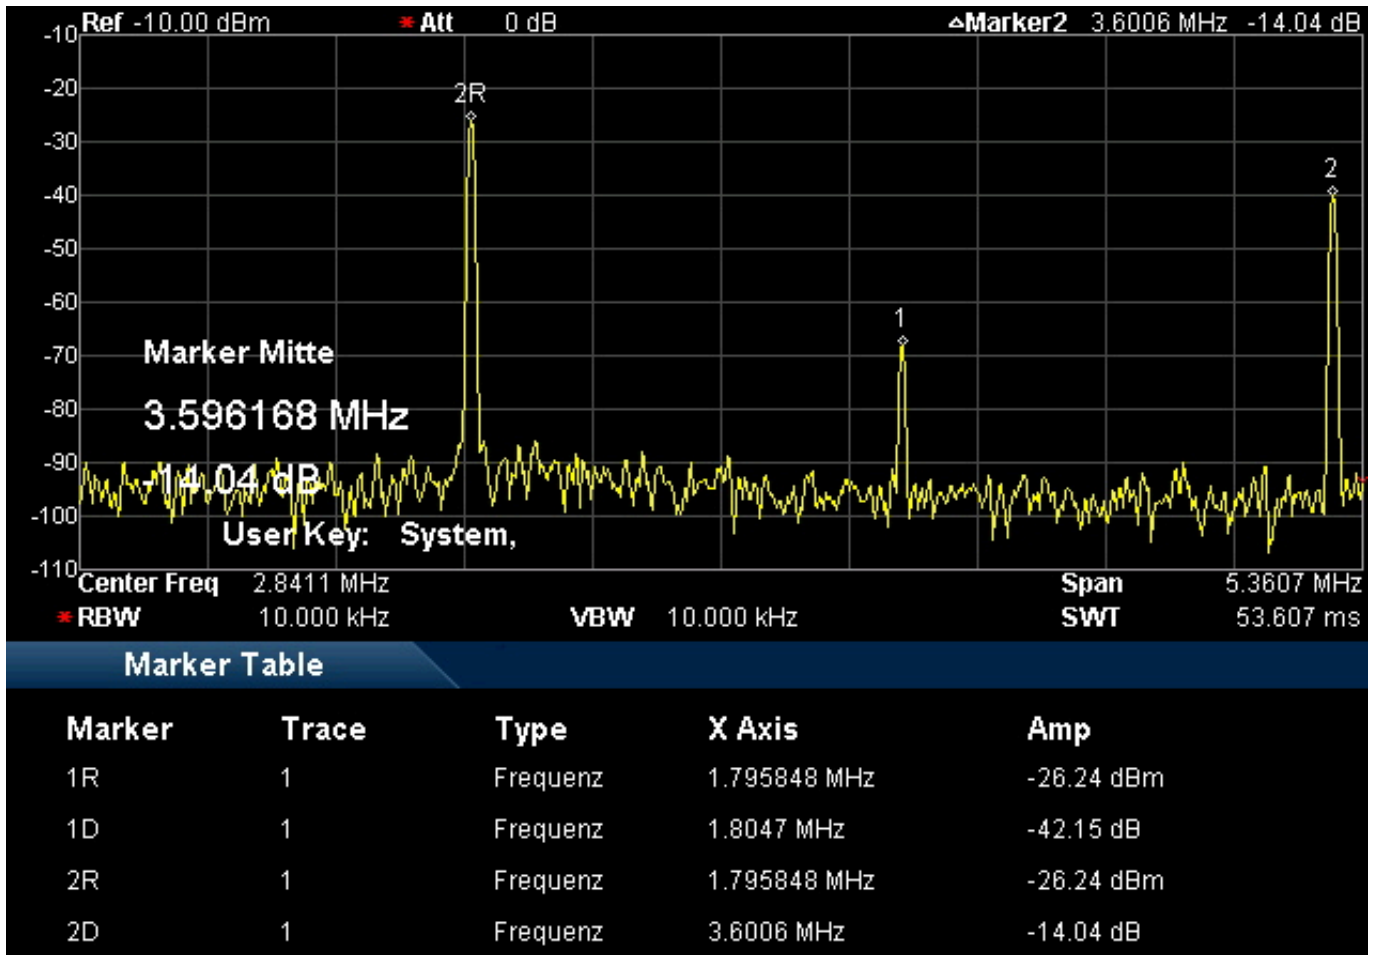 Ref -10.00 dBm * Att 0 dB △Marker2 3.6006 MHz -14.04 dB
-10
2R
-20
-30
2
-40
-50
-60
1
Marker Mitte
-70
3.596168 MHz
-80
-14.04 dB
-90
-100
User Key: System,
-110
Center Freq 2.8411 MHz Span 5.3607 MHz
* RBW 10.000 kHz VBW 10.000 kHz SWT 53.607 ms
Marker Table
Marker Trace Type X Axis Amp
1R 1 Frequenz 1.795848 MHz -26.24 dBm
1D 1 Frequenz 1.8047 MHz -42.15 dB
2R 1 Frequenz 1.795848 MHz -26.24 dBm
2D 1 Frequenz 3.6006 MHz -14.04 dB